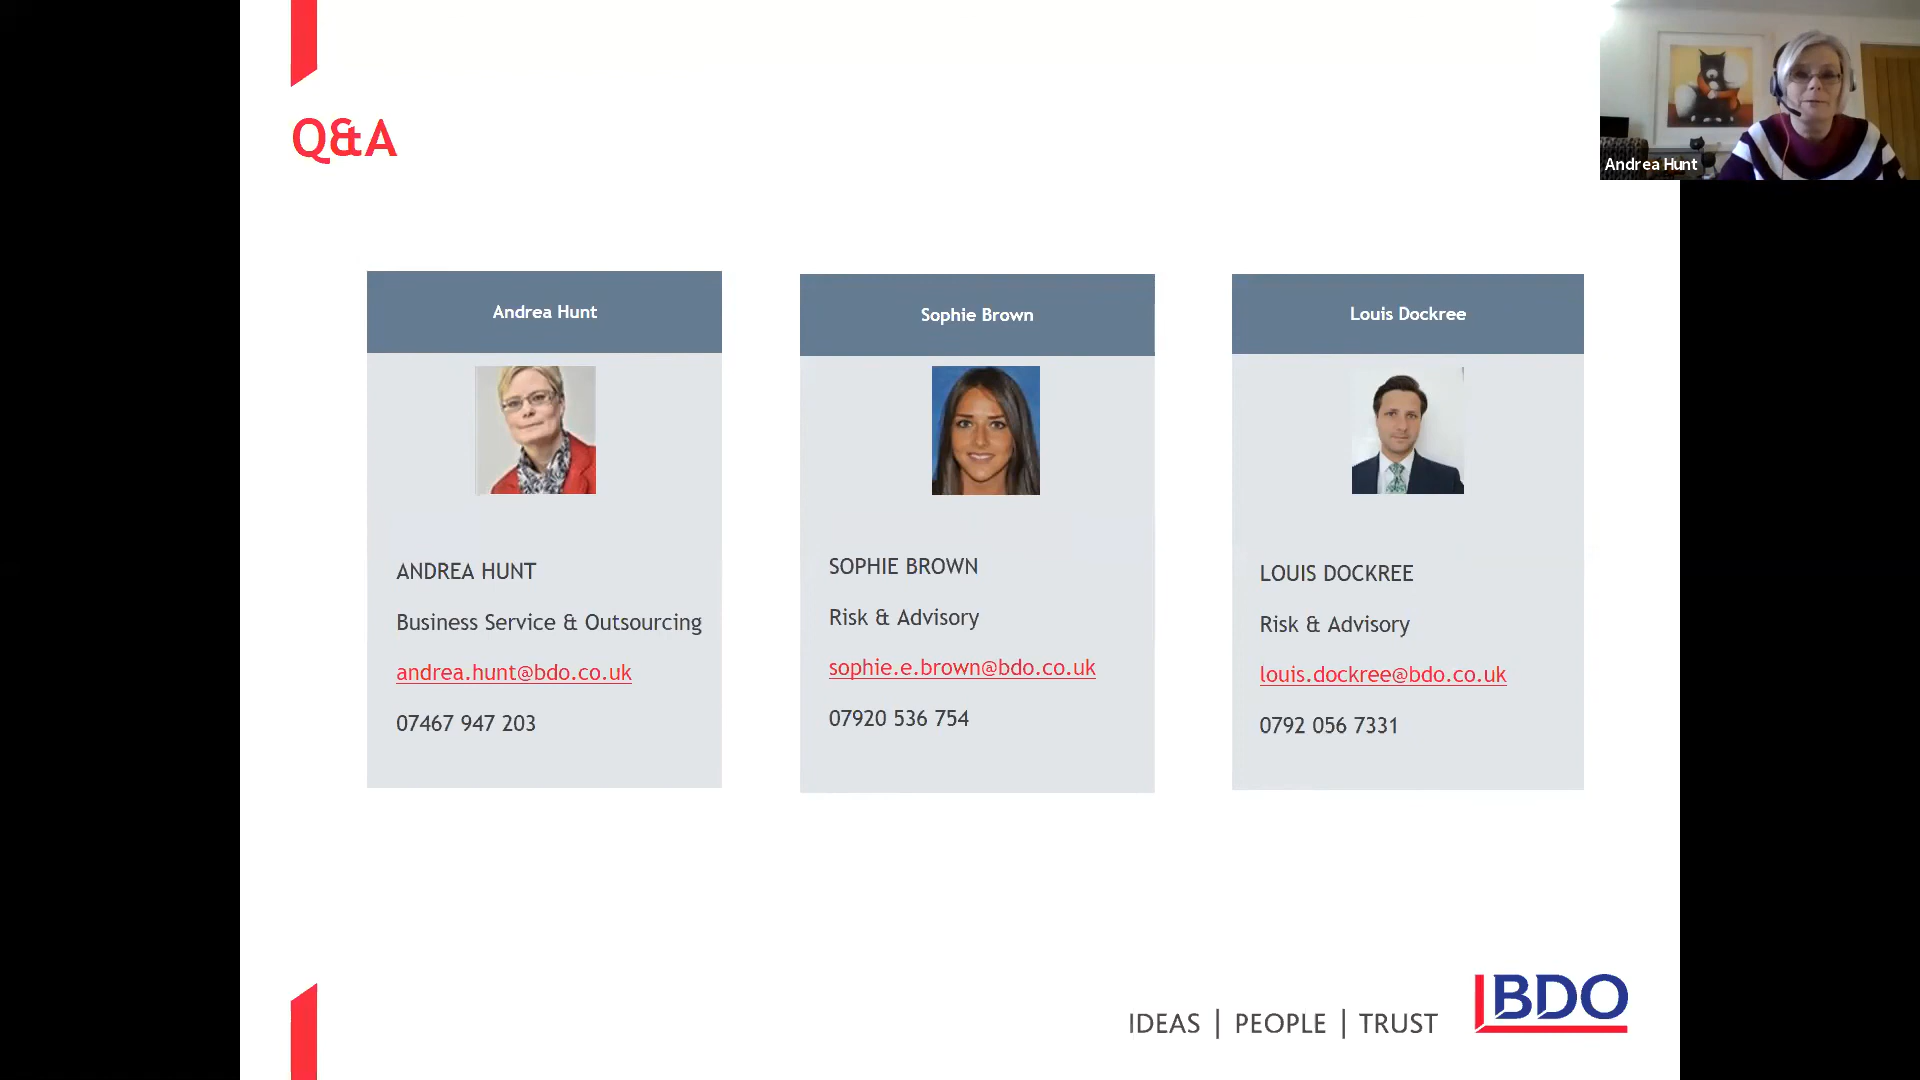 Q&A
Andrea Hunt
Andrea Hunt
ANDREA HUNT
Business Service & Outsourcing
andrea.hunt@bdo.co.uk
07467 947 203
Sophie Brown
SOPHIE BROWN
Risk & Advisory
sophie.e.brown@bdo.co.uk
07920 536 754
Louis Dockree
LOUIS DOCKREE
Risk & Advisory
louis.dockree@bdo.co.uk
0792 056 7331
IDEAS | PEOPLE | TRUST
BDO